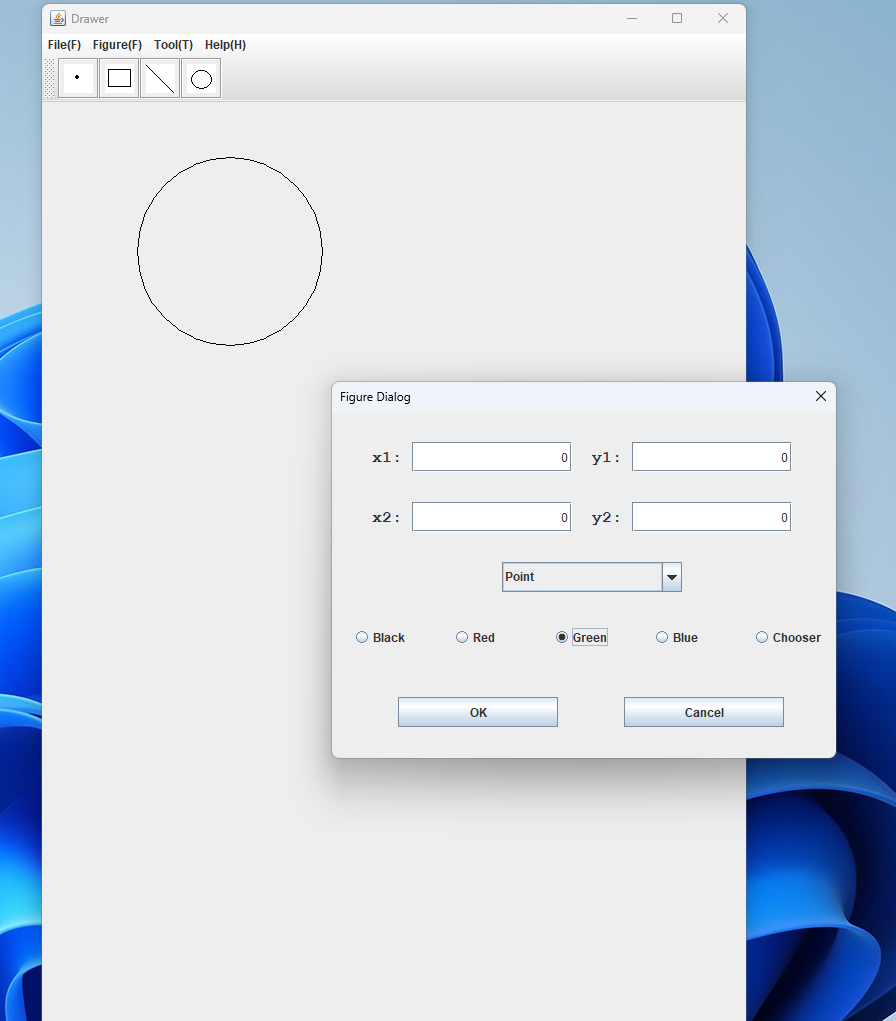 Drawer
File(F) Figure(F) Tool(T) Help(H)
Figure Dialog
x1: 0 y1: 0
x2: 0 y2: 0
Point
Black Red Green Blue Chooser
OK Cancel